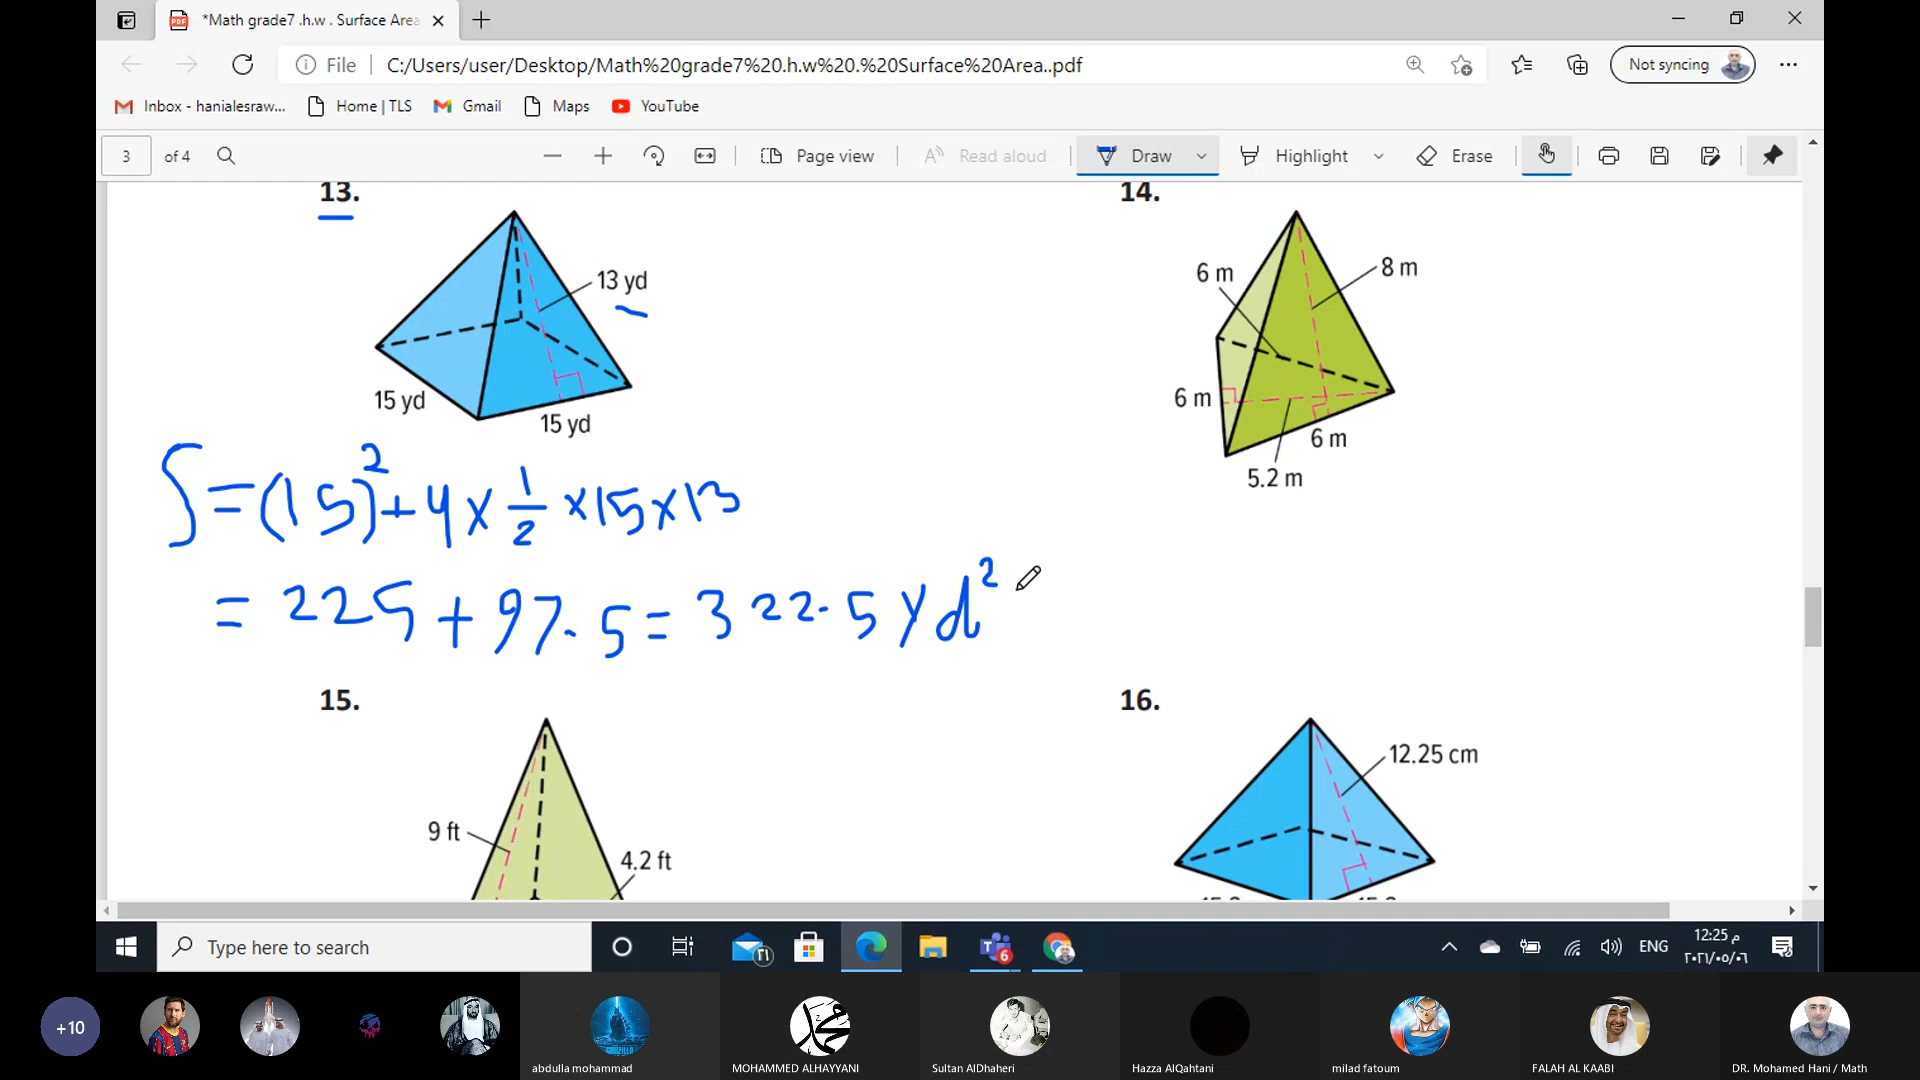 *Math grade7 .h.w . Surface Area
File C:/Users/user/Desktop/Math%20grade7%20.h.w%20.%20Surface%20Area..pdf Not syncing
Inbox - hanialesraw... Home | TLS Gmail Maps YouTube
3 of 4 Page view Read aloud Draw Highlight Erase
13.
13 yd
15 yd
15 yd
S = (15)² + 4 × 1/2 × 15 × 13
= 225 + 97.5 = 322.5 yd²
14.
6 m
8 m
6 m
6 m
5.2 m
15.
9 ft
4.2 ft
16.
12.25 cm
Type here to search
٢١
6
ENG
12:25 م
٢٠٢١/٠٥/٠٦
+10
abdulla mohammad
MOHAMMED ALHAYYANI
Sultan AlDhaheri
Hazza AlQahtani
milad fatoum
FALAH AL KAABI
DR. Mohamed Hani / Math